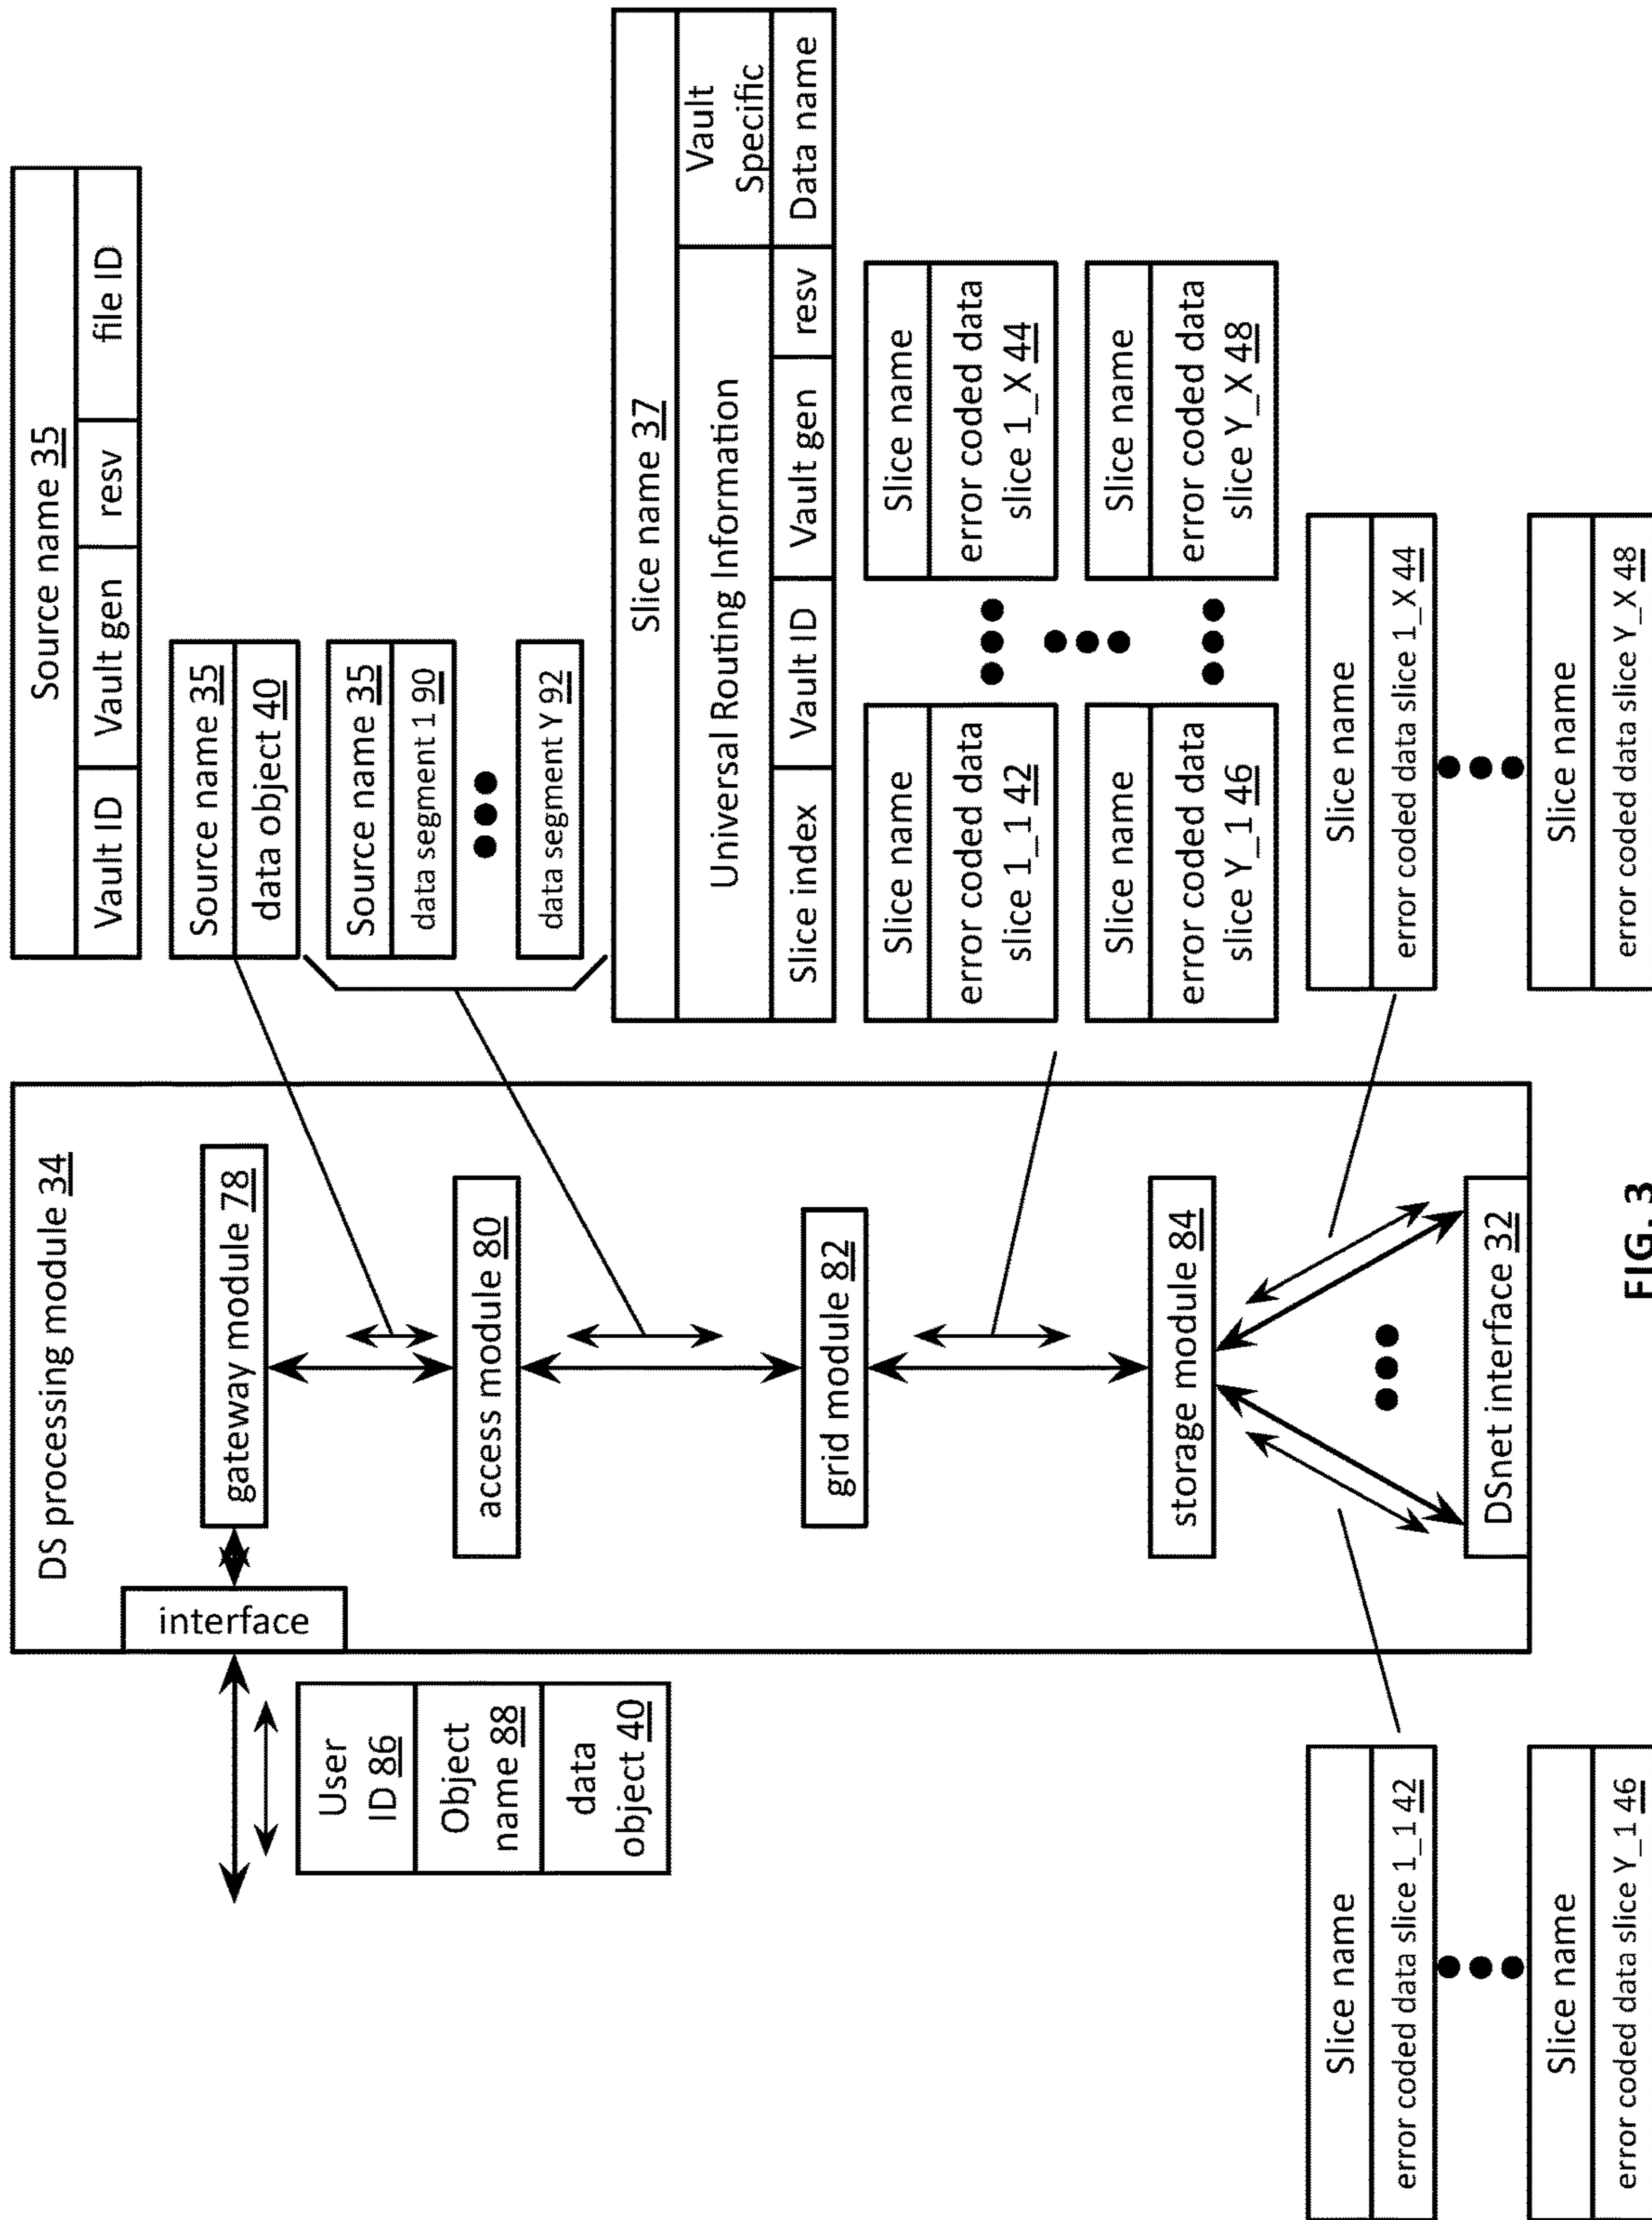 DS processing module 34
interface
gateway module 78
access module 80
grid module 82
storage module 84
DSnet interface 32
User
ID 86
Object
name 88
data
object 40
Source name 35
Vault ID
Vault gen
resv
file ID
Source name 35
data object 40
Source name 35
data segment 1 90
data segment Y 92
Slice name 37
Universal Routing Information
Vault
Specific
Slice index
Vault ID
Vault gen
resv
Data name
Slice name
error coded data
slice 1_1 42
Slice name
error coded data
slice 1_X 44
Slice name
error coded data
slice Y_1 46
Slice name
error coded data
slice Y_X 48
Slice name
error coded data slice 1_1 42
Slice name
error coded data slice Y_1 46
Slice name
error coded data slice 1_X 44
Slice name
error coded data slice Y_X 48
FIG. 3